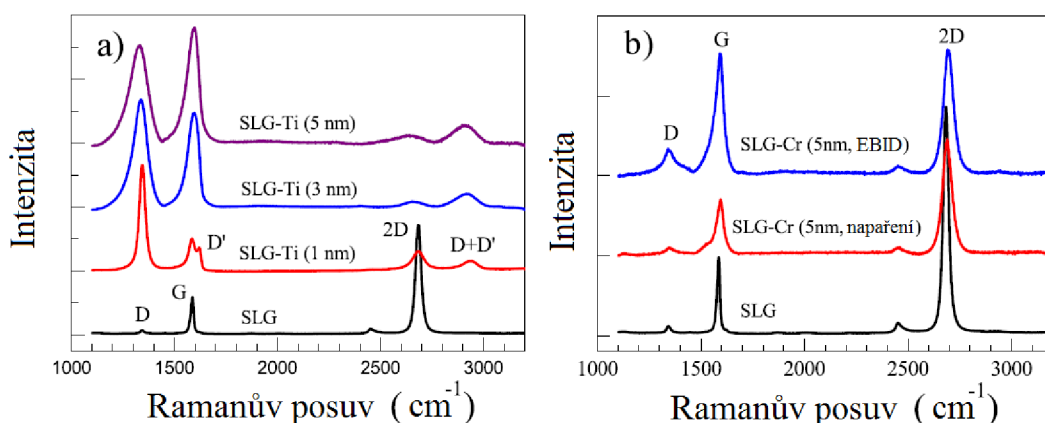 a)
SLG-Ti (5 nm)
SLG-Ti (3 nm)
D'
SLG-Ti (1 nm)
2D
D+D'
D
G
SLG
Intenzita
1000
1500
2000
2500
3000
Ramanův posuv ( cm-1)
b)
G
2D
D
SLG-Cr (5nm, EBID)
SLG-Cr (5nm, napaření)
SLG
Intenzita
1000
1500
2000
2500
3000
Ramanův posuv ( cm-1)